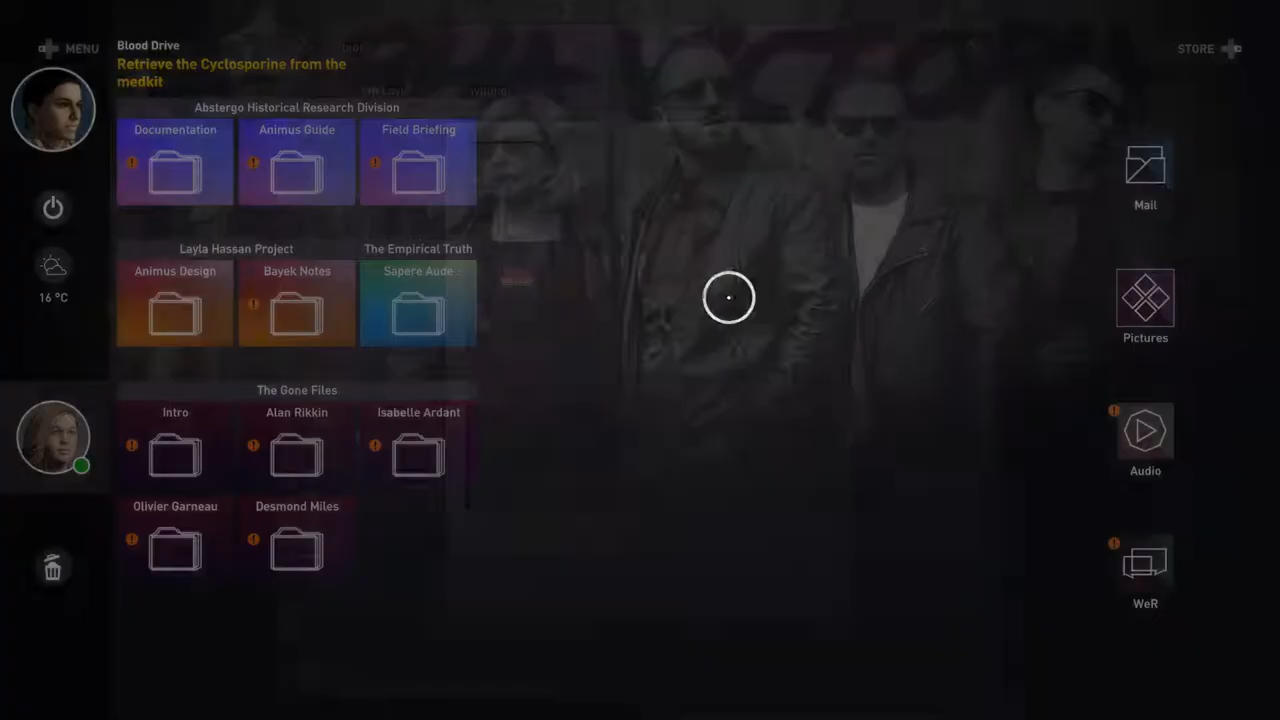 MENU
Blood Drive
STORE
Retrieve the Cyclosporine from the
medkit
Abstergo Historical Research Division
Documentation
Animus Guide
Field Briefing
Mail
Layla Hassan Project
The Empirical Truth
Animus Design
Bayek Notes
Sapere Aude
16 °C
Pictures
The Gone Files
Intro
Alan Rikkin
Isabelle Ardant
Audio
Olivier Garneau
Desmond Miles
WeR